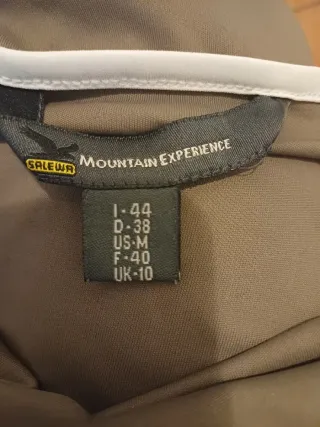 SALEWA MOUNTAIN EXPERIENCE
I-44
D-38
US-M
F-40
UK-10